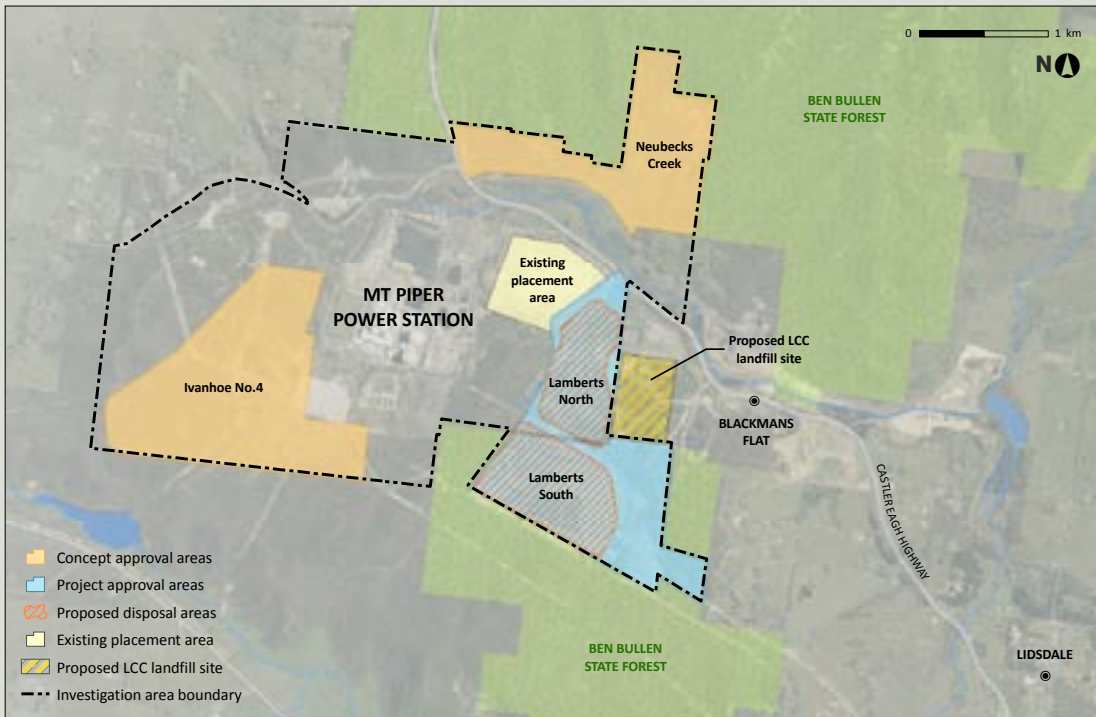 0 1 km
N
BEN BULLEN
STATE FOREST
Neubecks
Creek
Existing
placement
area
MT PIPER
POWER STATION
Proposed LCC
landfill site
Ivanhoe No.4
Lamberts
North
BLACKMANS
FLAT
Lamberts
South
CASTLEREAGH HIGHWAY
Concept approval areas
Project approval areas
Proposed disposal areas
Existing placement area
Proposed LCC landfill site
Investigation area boundary
BEN BULLEN
STATE FOREST
LIDSDALE